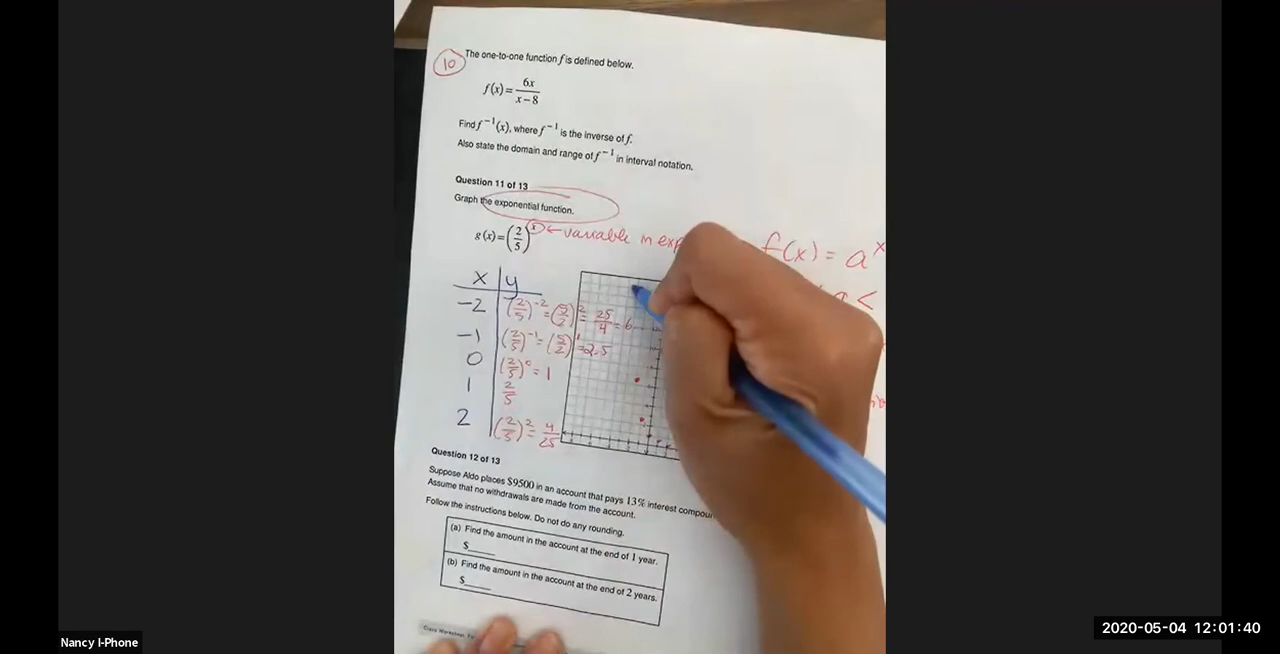 10
The one-to-one function f is defined below.
f(x) = 6x / x − 8
Find f⁻¹(x), where f⁻¹ is the inverse of f.
Also state the domain and range of f⁻¹ in interval notation.
Question 11 of 13
Graph the exponential function.
g(x) = (2/5)ˣ ← variable in exp
f(x) = aˣ
a <
x | y
−2 | (2/5)⁻² = (5/2)² = 25/4 = 6
−1 | (2/5)⁻¹ = (5/2)¹ = 2.5
0 | (2/5)⁰ = 1
1 | 2/5
2 | (2/5)² = 4/25
Question 12 of 13
Suppose Aldo places $9500 in an account that pays 13% interest compour
Assume that no withdrawals are made from the account.
Follow the instructions below. Do not do any rounding.
(a) Find the amount in the account at the end of 1 year.
$
(b) Find the amount in the account at the end of 2 years.
$
Nancy I-Phone
2020-05-04 12:01:40